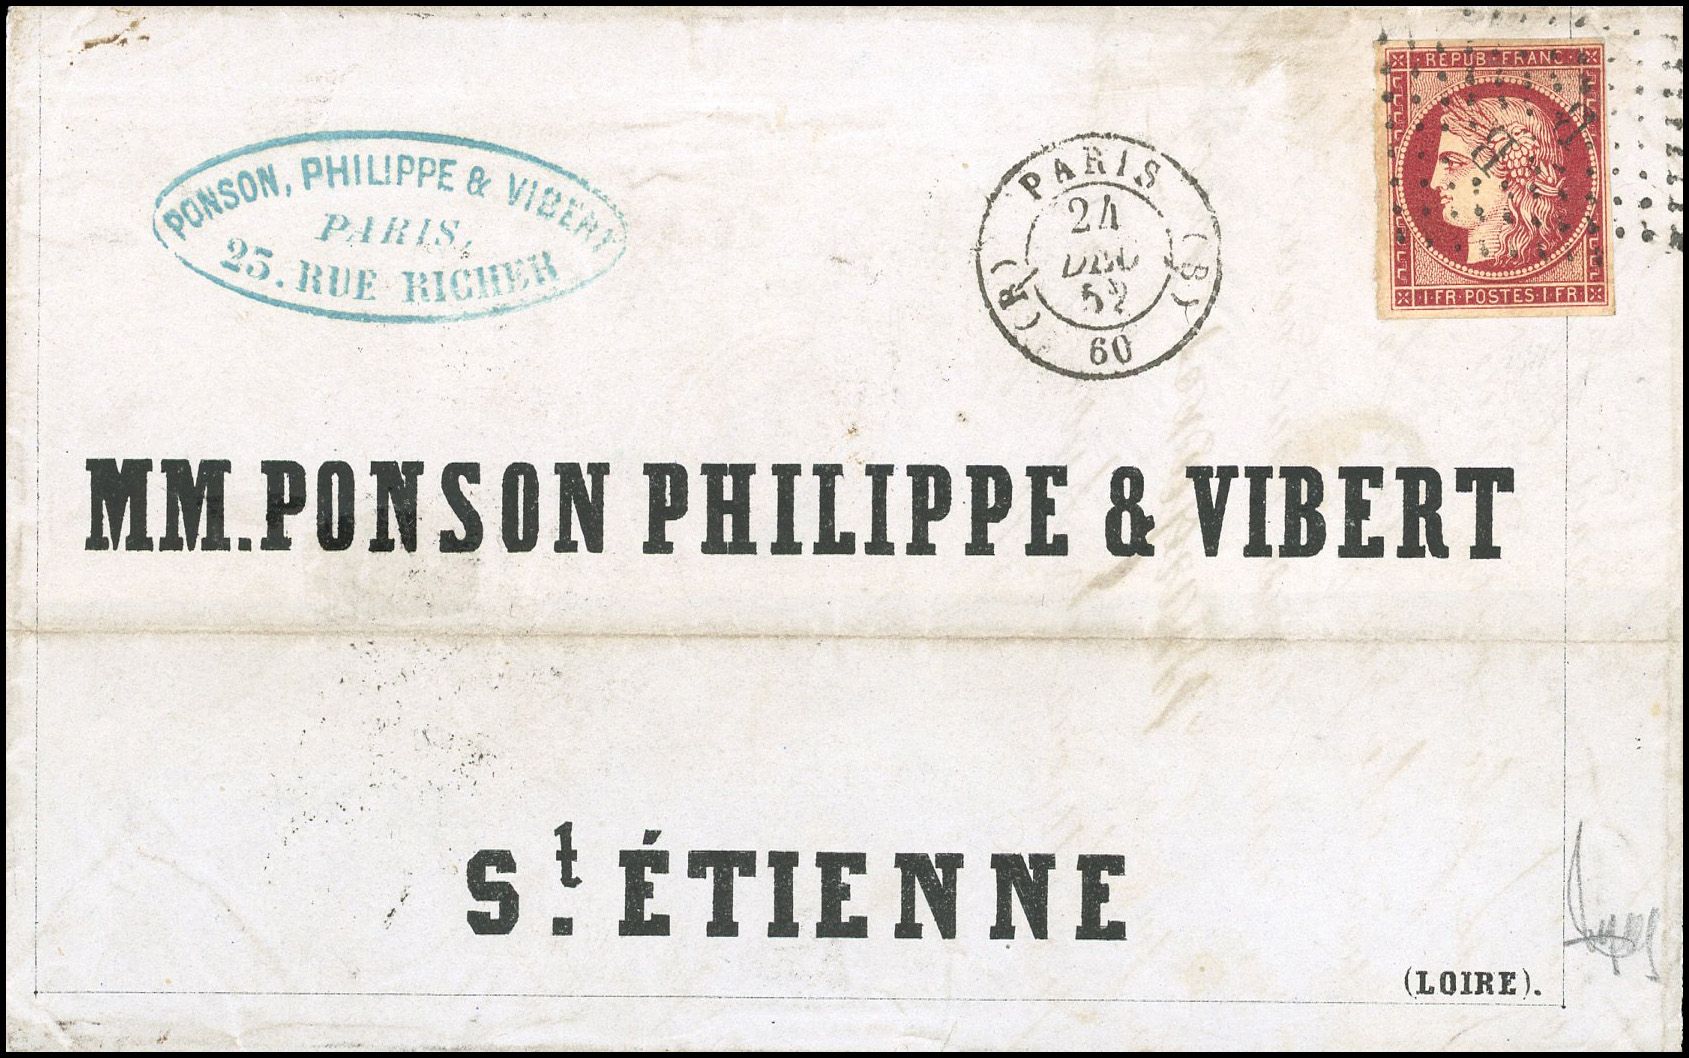 PONSON, PHILIPPE & VIBERT
PARIS,
25. RUE RICHER
PARIS
24
DEC
52
(R)
(B)
60
REPUB·FRANC·
1·FR·POSTES·1·FR·
MM. PONSON PHILIPPE & VIBERT
St. ÉTIENNE
(LOIRE).